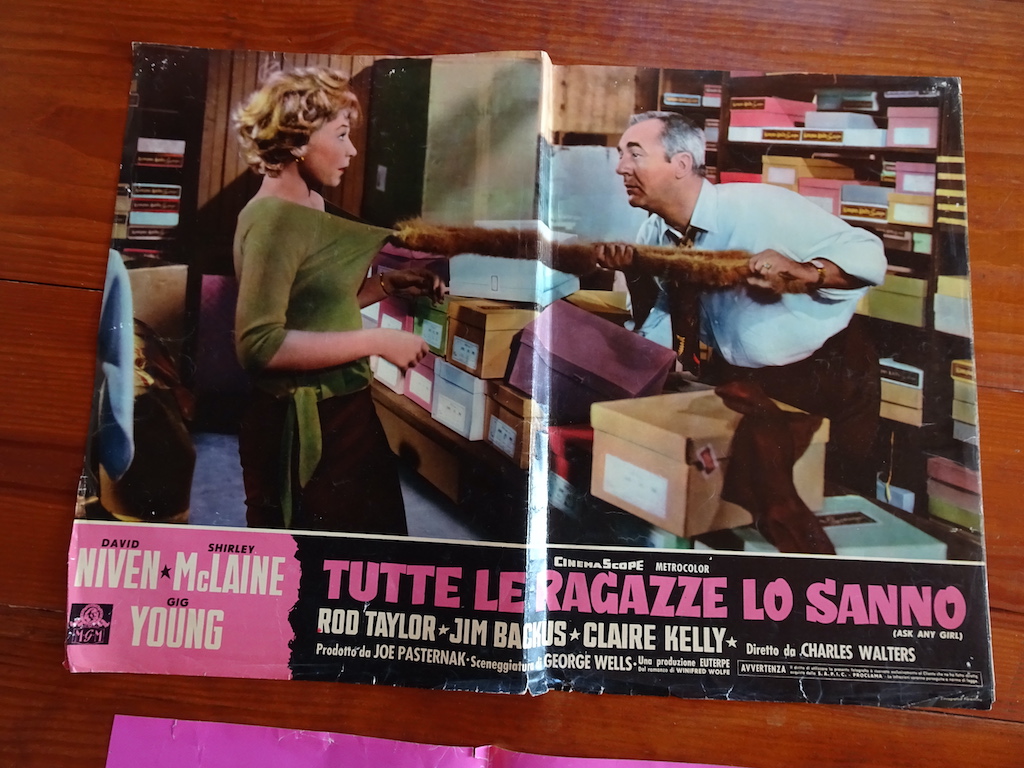 DAVID
SHIRLEY
NIVEN ★ McLAINE
GIG
YOUNG
MGM
CINEMASCOPE METROCOLOR
TUTTE LE RAGAZZE LO SANNO
(ASK ANY GIRL)
ROD TAYLOR ★ JIM BACKUS ★ CLAIRE KELLY ★
Diretto da CHARLES WALTERS
Prodotto da JOE PASTERNAK · Sceneggiatura di GEORGE WELLS · Una produzione EUTERPE
Dal romanzo di WINIFRED WOLFE
AVVERTENZA
S.A.P.I.C. - PROCLAMA